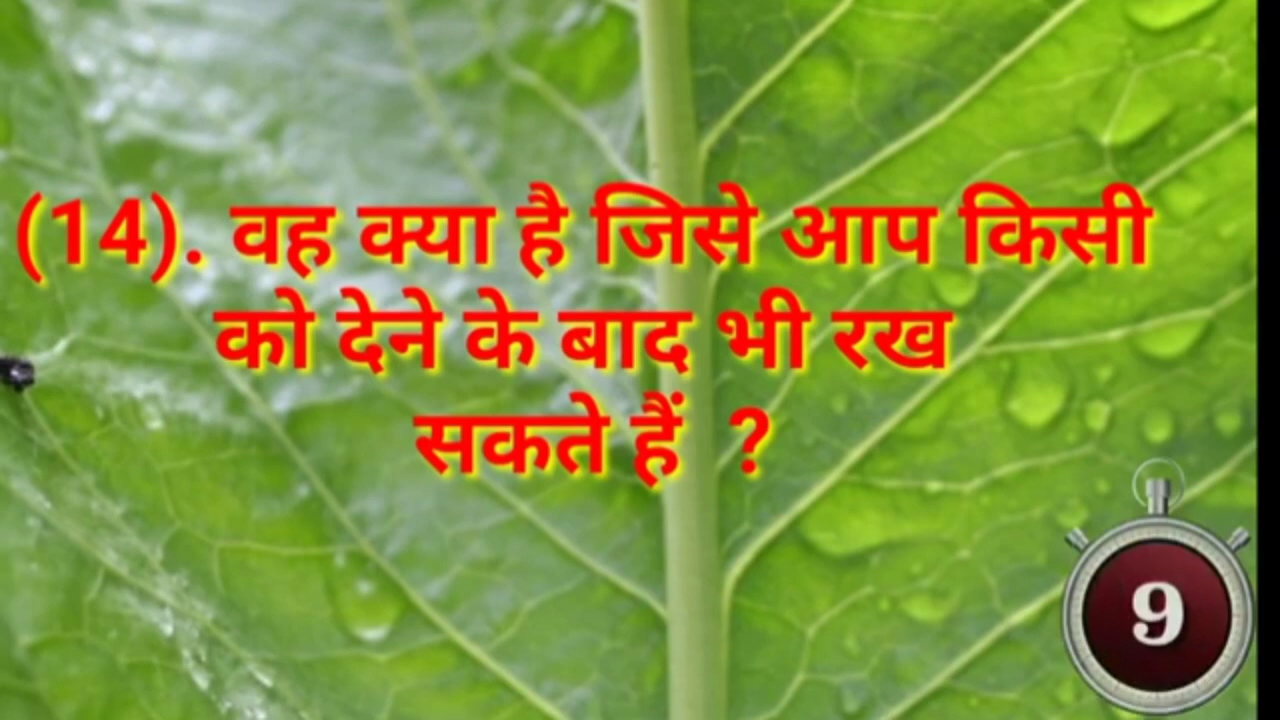 (14). वह क्या है जिसे आप किसी
को देने के बाद भी रख
सकते हैं ?
9